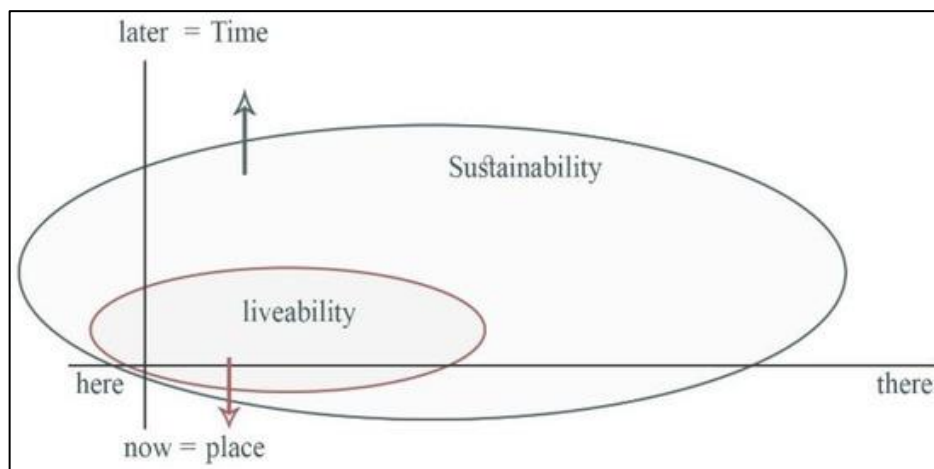 later = Time
Sustainability
liveability
here
there
now = place